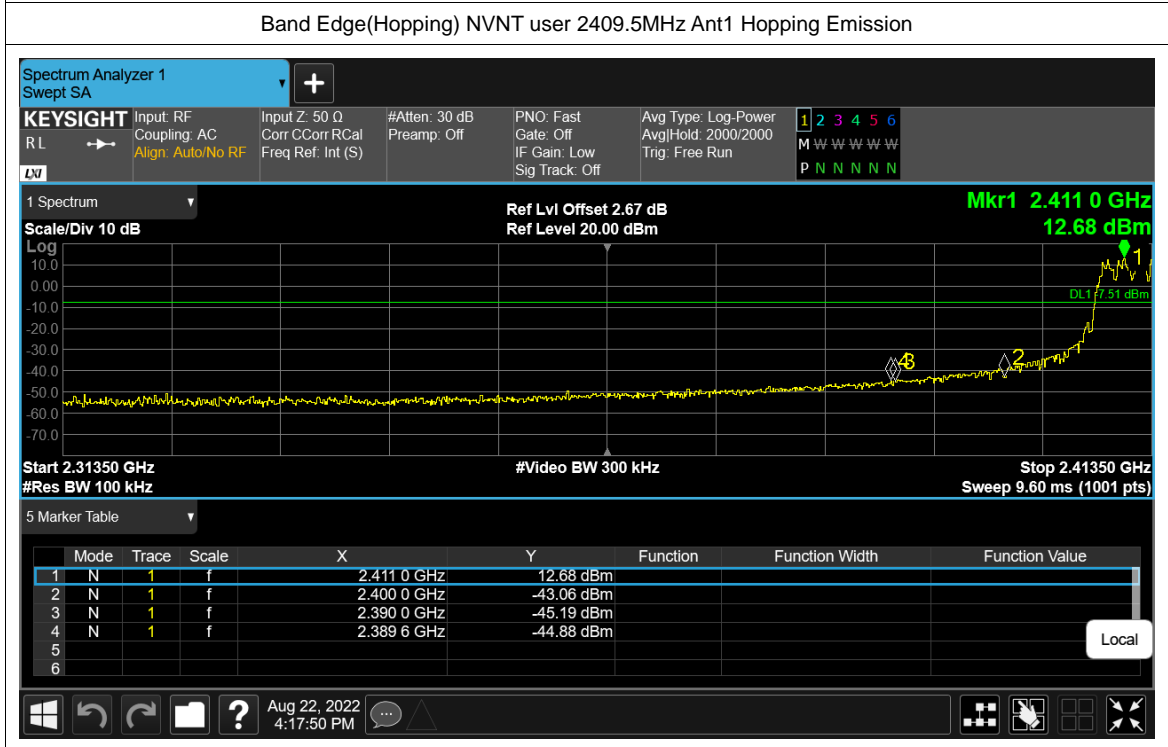 Band Edge(Hopping) NVNT user 2409.5MHz Ant1 Hopping Emission
Spectrum Analyzer 1
Swept SA
+
KEYSIGHT
R L
LXI
Input: RF
Coupling: AC
Align: Auto/No RF
Input Z: 50 Ω
Corr CCorr RCal
Freq Ref: Int (S)
#Atten: 30 dB
Preamp: Off
PNO: Fast
Gate: Off
IF Gain: Low
Sig Track: Off
Avg Type: Log-Power
Avg|Hold: 2000/2000
Trig: Free Run
1 2 3 4 5 6
M W W W W W
P N N N N N
1 Spectrum
Scale/Div 10 dB
Ref Lvl Offset 2.67 dB
Ref Level 20.00 dBm
Mkr1 2.411 0 GHz
12.68 dBm
Log
10.0
0.00
-10.0
-20.0
-30.0
-40.0
-50.0
-60.0
-70.0
1
DL1 -7.51 dBm
2
43
Start 2.31350 GHz
#Video BW 300 kHz
Stop 2.41350 GHz
#Res BW 100 kHz
Sweep 9.60 ms (1001 pts)
5 Marker Table
Mode Trace Scale X Y Function Function Width Function Value
1 N 1 f 2.411 0 GHz 12.68 dBm
2 N 1 f 2.400 0 GHz -43.06 dBm
3 N 1 f 2.390 0 GHz -45.19 dBm
4 N 1 f 2.389 6 GHz -44.88 dBm
5
6
Local
?
Aug 22, 2022
4:17:50 PM